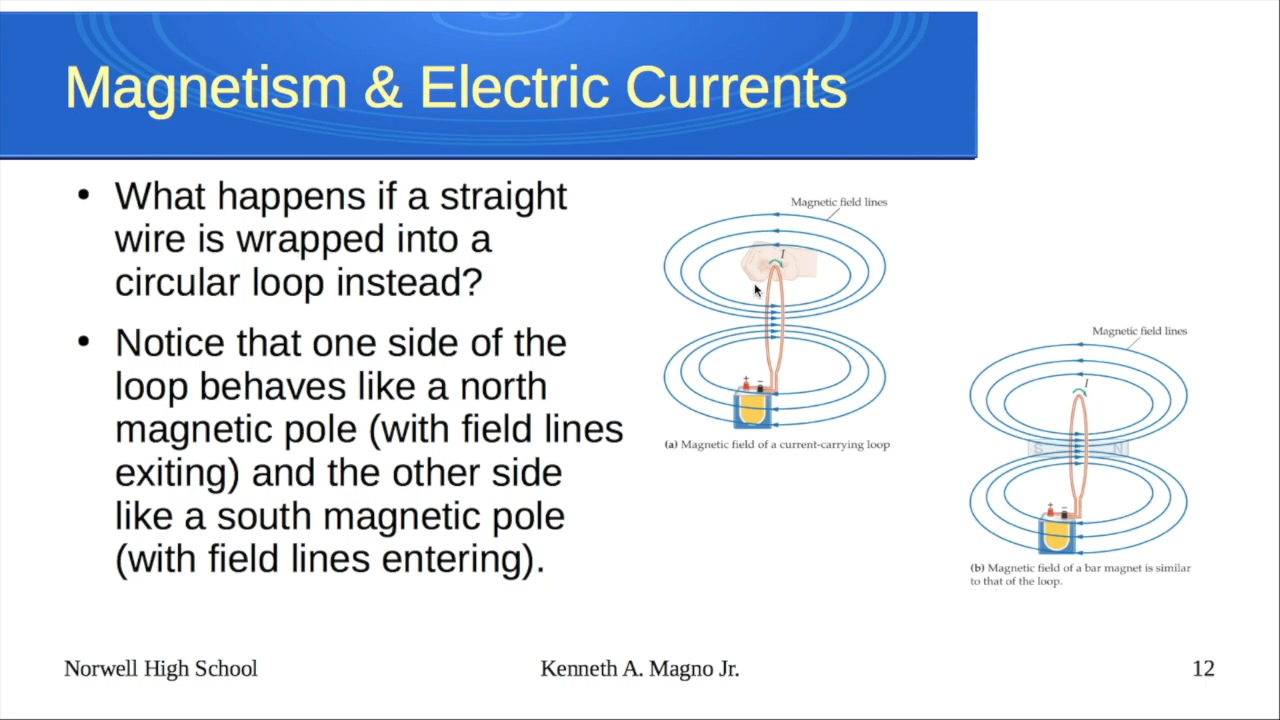 Magnetism & Electric Currents
• What happens if a straight
wire is wrapped into a
circular loop instead?
• Notice that one side of the
loop behaves like a north
magnetic pole (with field lines
exiting) and the other side
like a south magnetic pole
(with field lines entering).
Magnetic field lines
I
+ −
(a) Magnetic field of a current-carrying loop
Magnetic field lines
I
S N
+ −
(b) Magnetic field of a bar magnet is similar
to that of the loop.
Norwell High School
Kenneth A. Magno Jr.
12